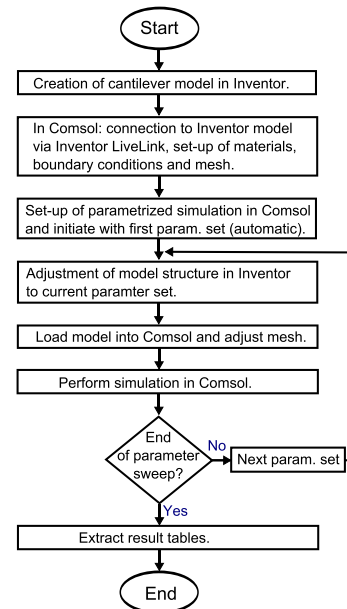 Start
Creation of cantilever model in Inventor.
In Comsol: connection to Inventor model
via Inventor LiveLink, set-up of materials,
boundary conditions and mesh.
Set-up of parametrized simulation in Comsol
and initiate with first param. set (automatic).
Adjustment of model structure in Inventor
to current paramter set.
Load model into Comsol and adjust mesh.
Perform simulation in Comsol.
End
of parameter
sweep?
No
Next param. set
Yes
Extract result tables.
End